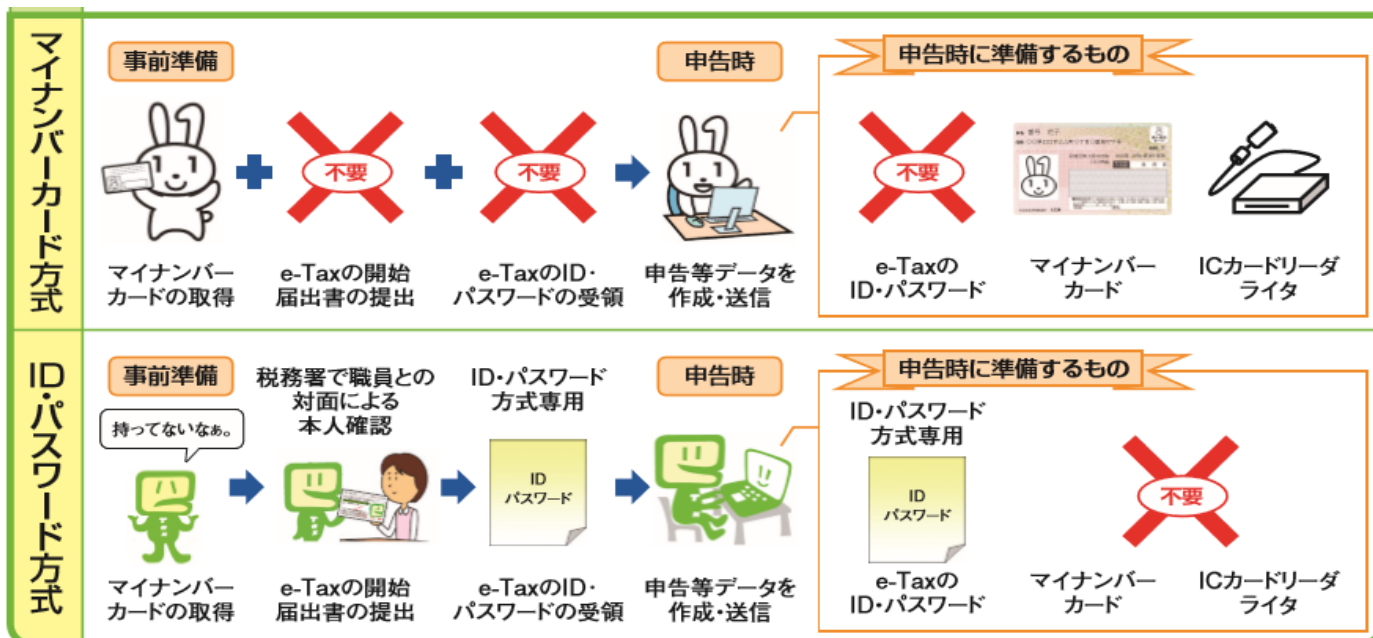 マイナンバーカード方式
事前準備
申告時
申告時に準備するもの
不要
不要
不要
マイナンバー
カードの取得
e-Taxの開始
届出書の提出
e-TaxのID・
パスワードの受領
申告等データを
作成・送信
e-Taxの
ID・パスワード
マイナンバー
カード
ICカードリーダ
ライタ
ID・パスワード方式
事前準備
持ってないなぁ。
税務署で職員との
対面による
本人確認
ID・パスワード
方式専用
ID
パスワード
申告時
申告時に準備するもの
ID・パスワード
方式専用
ID
パスワード
不要
マイナンバー
カードの取得
e-Taxの開始
届出書の提出
e-TaxのID・
パスワードの受領
申告等データを
作成・送信
e-Taxの
ID・パスワード
マイナンバー
カード
ICカードリーダ
ライタ